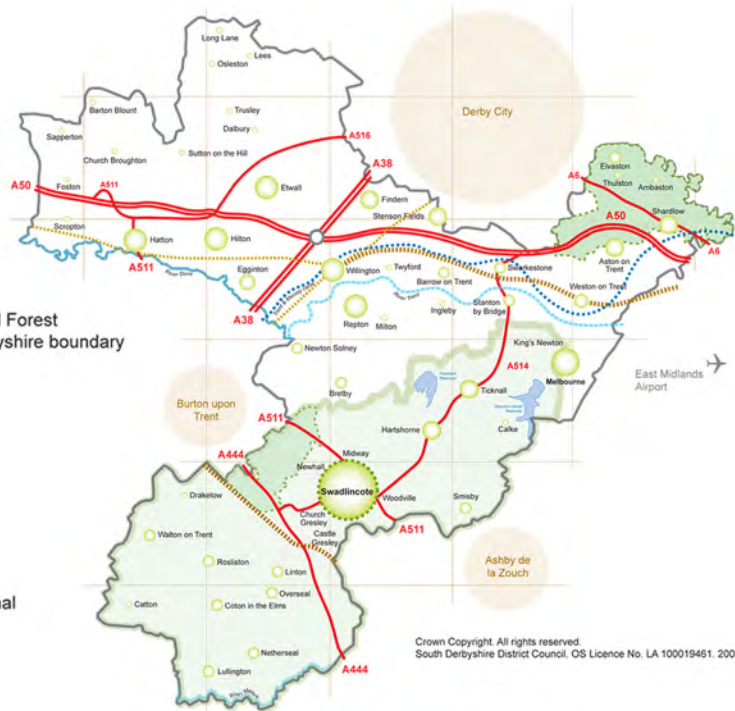 Long Lane
Lees
Osleston
Derby City
Barton Blount
Trusley
Sapperton
Dalbury
A516
Church Broughton
Sutton on the Hill
A38
Elvaston
A6
Thulston
Ambaston
A50
Foston
A511
Etwall
Findern
Stenson Fields
Shardlow
A50
Scropton
Hatton
Hilton
A6
A511
River Dove
Egginton
Willington
Twyford
Swarkestone
Aston on
Trent
Barrow on Trent
Weston on Trent
River Trent
A38
Repton
Milton
Ingleby
Stanton
by Bridge
l Forest
yshire boundary
Newton Solney
King's Newton
A514
Melbourne
East Midlands
Airport
Bretby
Ticknall
Burton upon
Trent
A511
Hartshorne
Calke
A444
Midway
Newhall
Swadlincote
Drakelow
Woodville
Smisby
Church
Gresley
A511
Walton on Trent
Castle
Gresley
Ashby de
la Zouch
Rosliston
Linton
Overseal
nal
Catton
Coton in the Elms
Crown Copyright. All rights reserved.
South Derbyshire District Council. OS Licence No. LA 100019461. 200
Netherseal
A444
Lullington